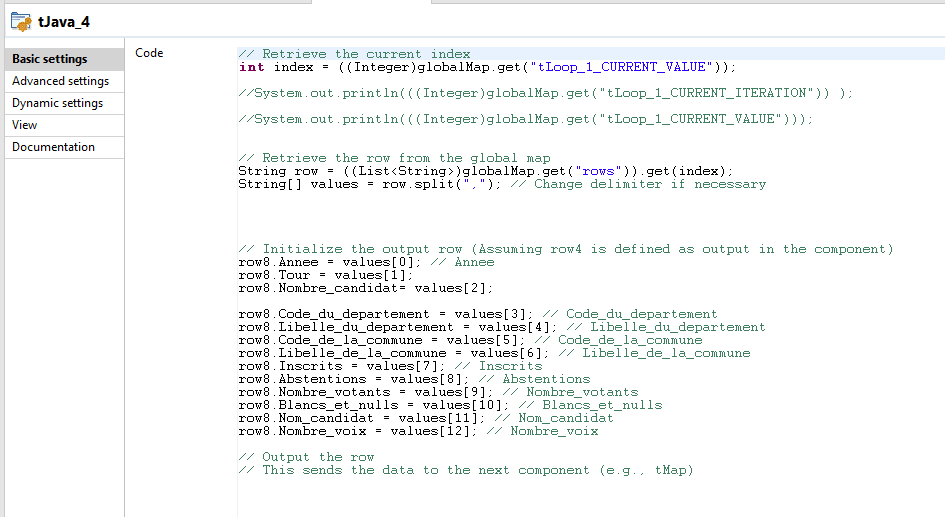 tJava_4
Basic settings
Advanced settings
Dynamic settings
View
Documentation
Code
// Retrieve the current index
int index = ((Integer)globalMap.get("tLoop_1_CURRENT_VALUE"));
//System.out.println(((Integer)globalMap.get("tLoop_1_CURRENT_ITERATION")) );
//System.out.println(((Integer)globalMap.get("tLoop_1_CURRENT_VALUE")));
// Retrieve the row from the global map
String row = ((List<String>)globalMap.get("rows")).get(index);
String[] values = row.split(","); // Change delimiter if necessary
// Initialize the output row (Assuming row4 is defined as output in the component)
row8.Annee = values[0]; // Annee
row8.Tour = values[1];
row8.Nombre_candidat= values[2];
row8.Code_du_departement = values[3]; // Code_du_departement
row8.Libelle_du_departement = values[4]; // Libelle_du_departement
row8.Code_de_la_commune = values[5]; // Code_de_la_commune
row8.Libelle_de_la_commune = values[6]; // Libelle_de_la_commune
row8.Inscrits = values[7]; // Inscrits
row8.Abstentions = values[8]; // Abstentions
row8.Nombre_votants = values[9]; // Nombre_votants
row8.Blancs_et_nulls = values[10]; // Blancs_et_nulls
row8.Nom_candidat = values[11]; // Nom_candidat
row8.Nombre_voix = values[12]; // Nombre_voix
// Output the row
// This sends the data to the next component (e.g., tMap)